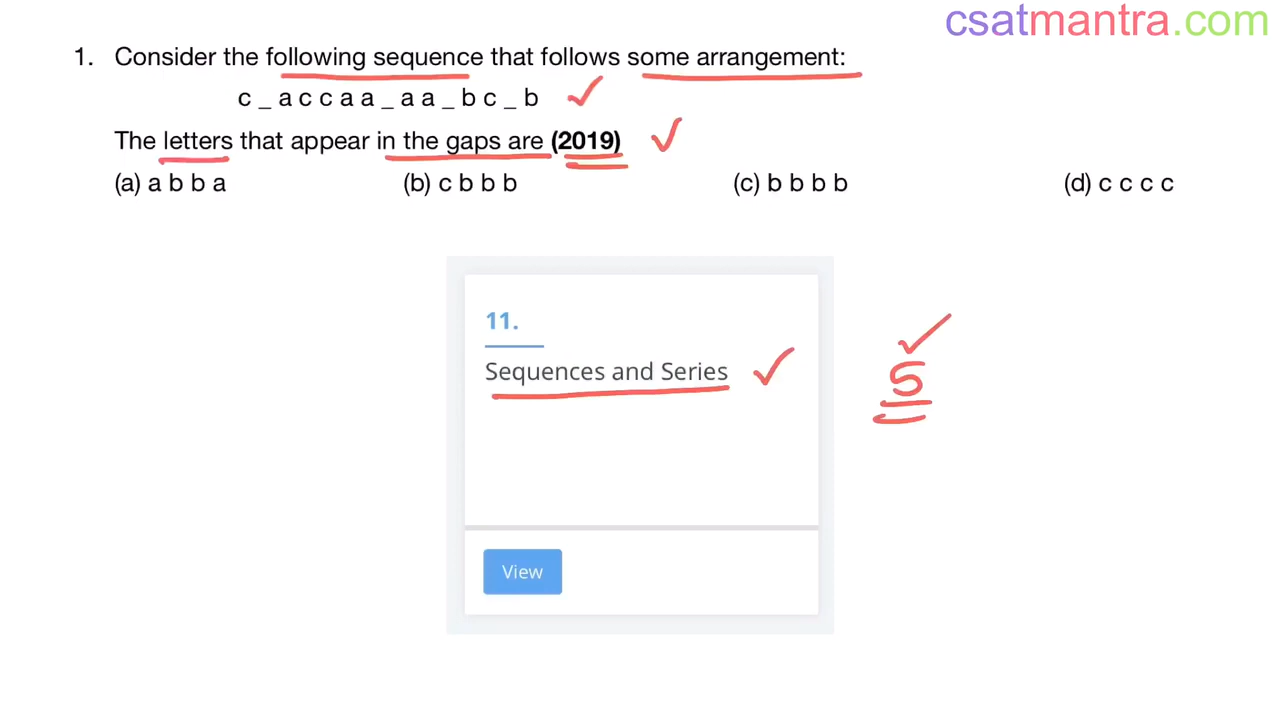 csatmantra.com
1. Consider the following sequence that follows some arrangement:
c _ a c c a a _ a a _ b c _ b
The letters that appear in the gaps are (2019)
(a) a b b a (b) c b b b (c) b b b b (d) c c c c
11.
Sequences and Series
5
View